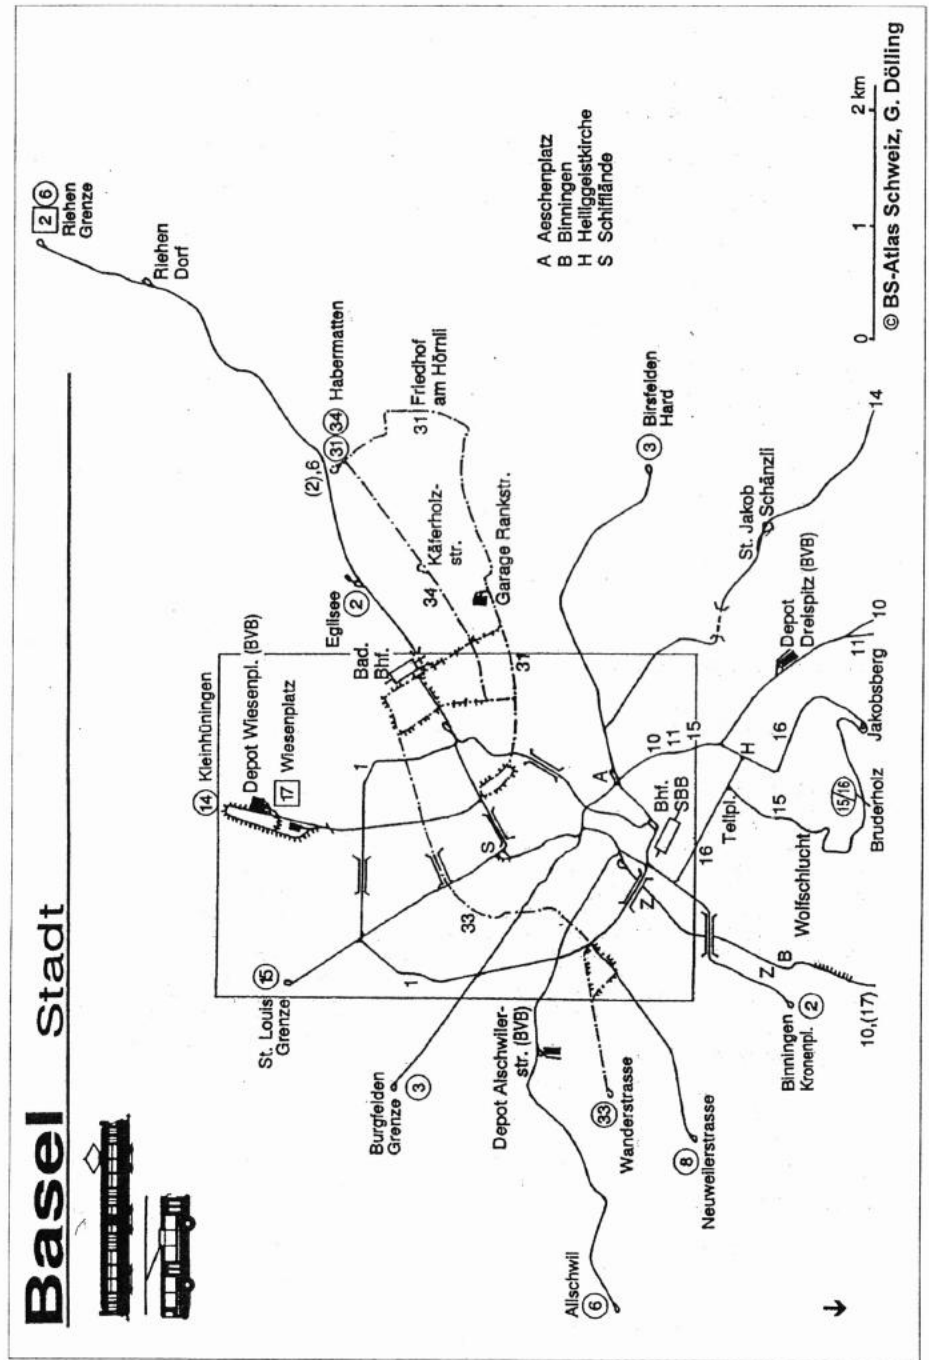 Basel Stadt
2 6
Riehen
Grenze
Riehen
Dorf
14 Kleinhüningen
Depot Wiesenpl. (BVB)
17 Wiesenplatz
Eglisee
2
(2),6
31 34 Habermatten
31 Friedhof
am Hörnli
Käferholz-
str.
34
Garage Rankstr.
Bad.
Bhf.
31
1
St. Louis 15
Grenze
33
S
1
Burgfelden
Grenze 3
3 Birsfelden
Hard
A Aeschenplatz
B Binningen
H Heiliggeistkirche
S Schifflände
A
10
11
15
Bhf.
SBB
Z
St. Jakob
Schänzli
14
Depot
Dreispitz (BVB)
10
11
H
16
Tellpl.
16
15
15/16
Jakobsberg
Bruderholz
Wolfschlucht
Z B
10,(17)
Binningen
Kronenpl. 2
Depot Alschwiler-
str. (BVB)
33
Wanderstrasse
8
Neuweilerstrasse
Allschwil
6
0 1 2 km
© BS-Atlas Schweiz, G. Dölling